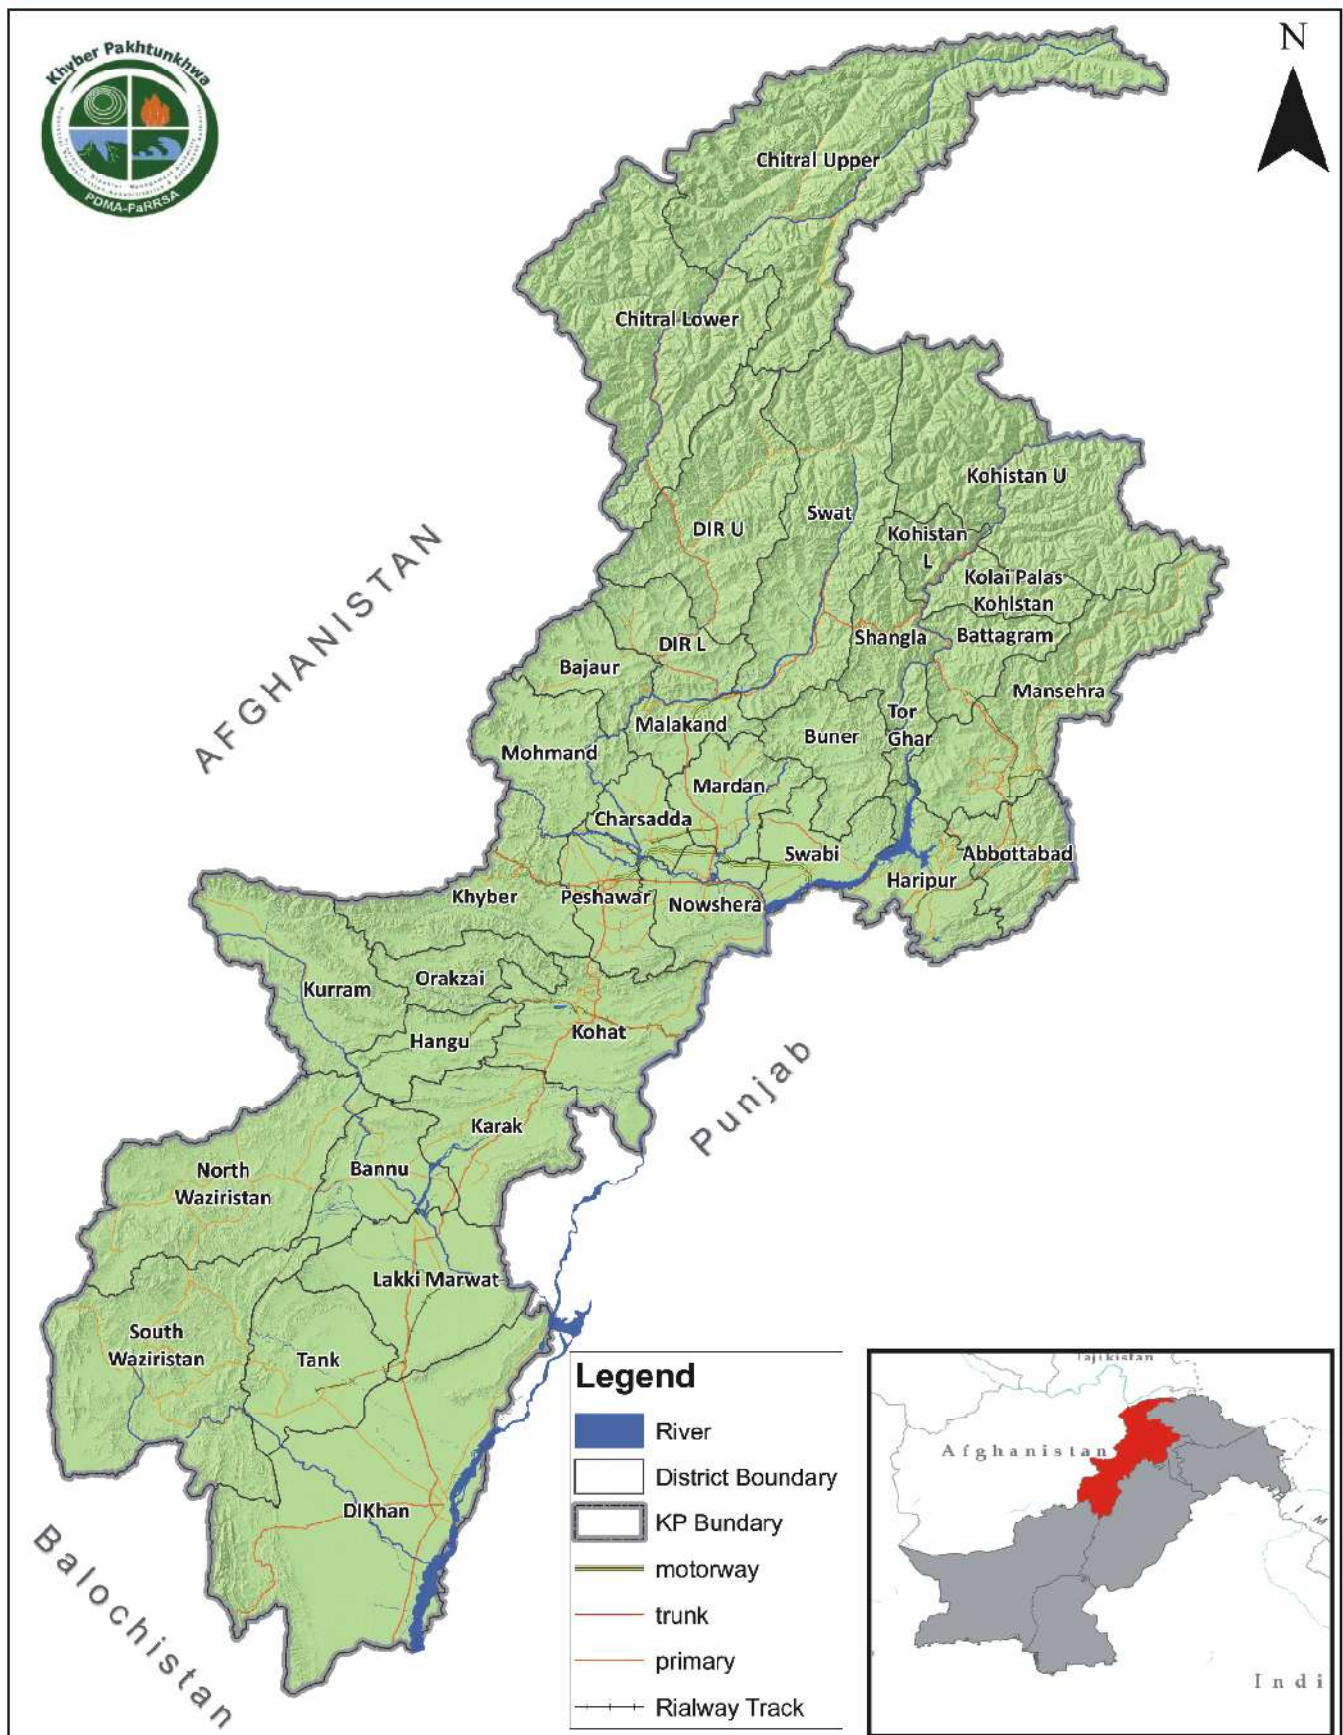 Khyber Pakhtunkhwa
PDMA-PaRRSA
N
Chitral Upper
Chitral Lower
Kohistan U
DIR U
Swat
Kohistan
L
Kolai Palas
Kohistan
DIR L
Shangla
Battagram
Bajaur
Mansehra
Malakand
Tor
Ghar
Buner
Mohmand
Mardan
Charsadda
Swabi
Abbottabad
Haripur
Khyber
Peshawar
Nowshera
Orakzai
Kurram
Hangu
Kohat
Karak
North
Waziristan
Bannu
Lakki Marwat
South
Waziristan
Tank
DIKhan
AFGHANISTAN
Punjab
Balochistan
Legend
River
District Boundary
KP Bundary
motorway
trunk
primary
Rialway Track
Tajikistan
Afghanistan
Indi